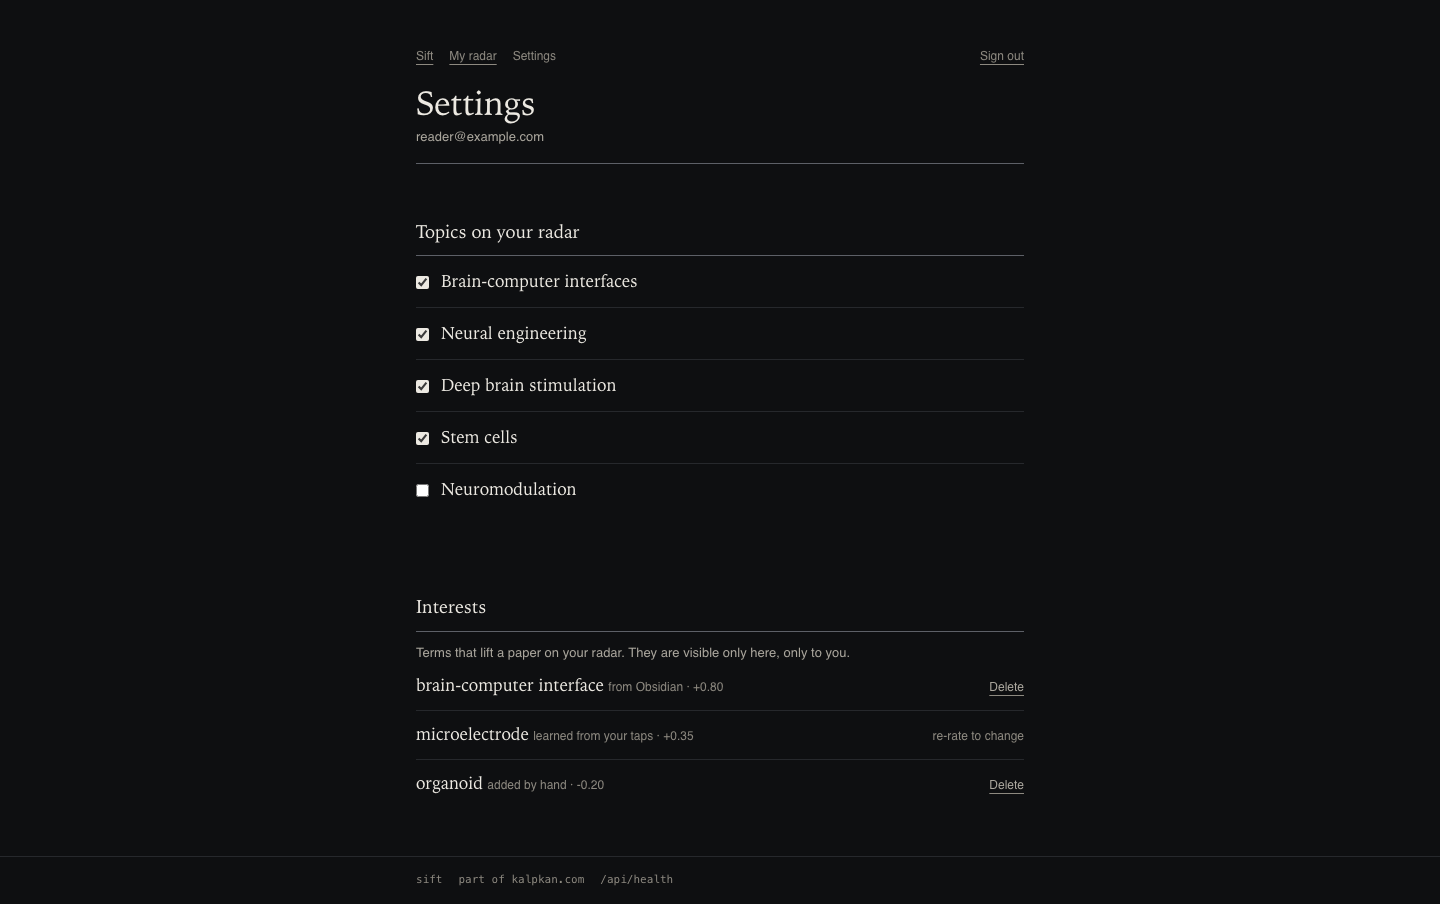 Sift My radar Settings Sign out
Settings
reader@example.com
Topics on your radar
Brain-computer interfaces
Neural engineering
Deep brain stimulation
Stem cells
Neuromodulation
Interests
Terms that lift a paper on your radar. They are visible only here, only to you.
brain-computer interface from Obsidian · +0.80 Delete
microelectrode learned from your taps · +0.35 re-rate to change
organoid added by hand · -0.20 Delete
sift part of kalpkan.com /api/health